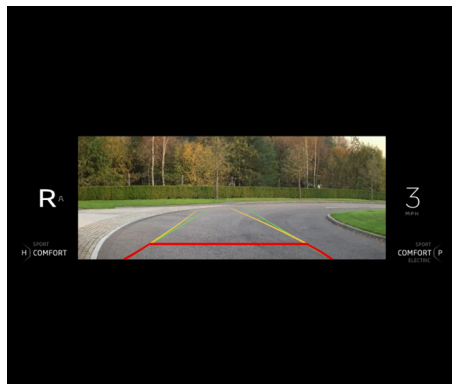 R A
3
MPH
SPORT
H) COMFORT
SPORT
COMFORT (P
ELECTRIC